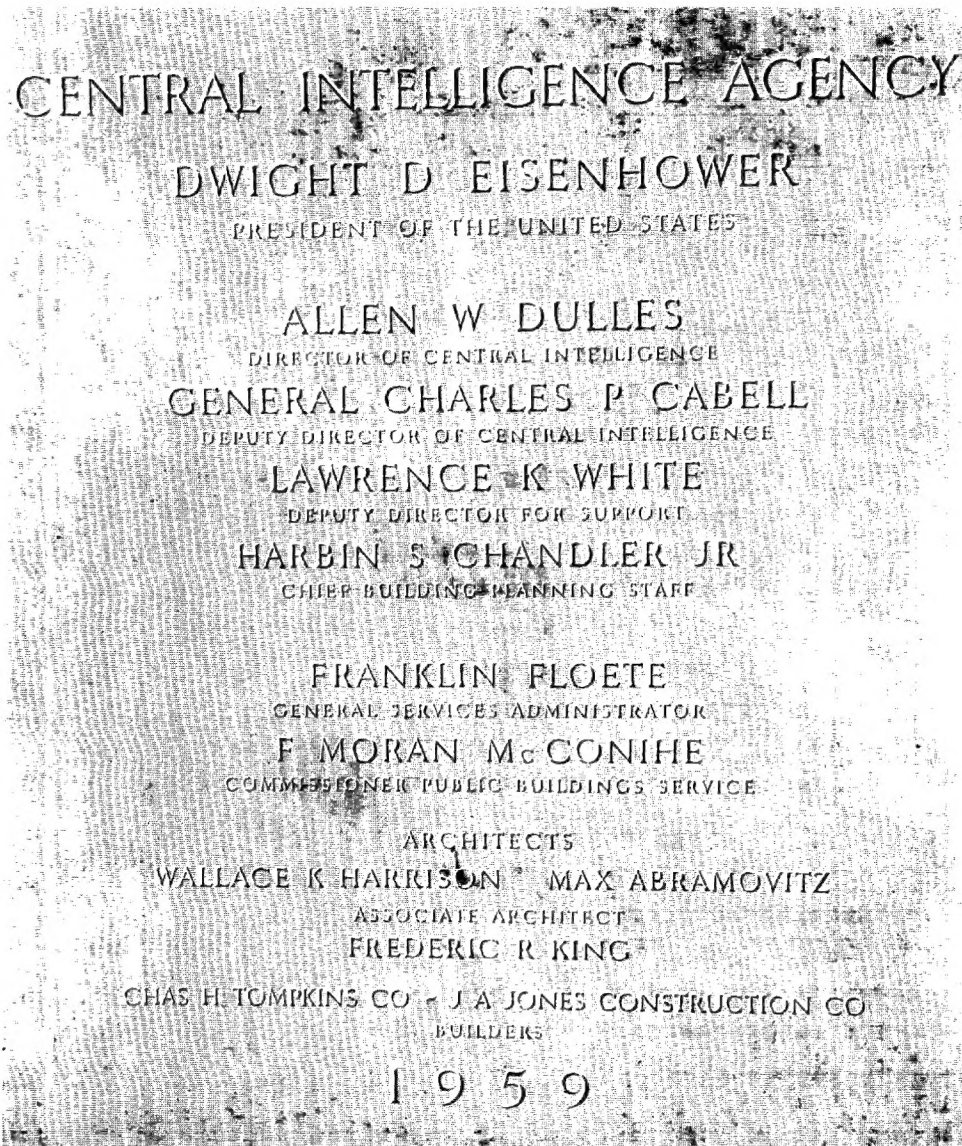 CENTRAL INTELLIGENCE AGENCY
DWIGHT D EISENHOWER
PRESIDENT OF THE UNITED STATES
ALLEN W DULLES
DIRECTOR OF CENTRAL INTELLIGENCE
GENERAL CHARLES P CABELL
DEPUTY DIRECTOR OF CENTRAL INTELLIGENCE
LAWRENCE K WHITE
DEPUTY DIRECTOR FOR SUPPORT
HARBIN S CHANDLER JR
CHIEF BUILDING PLANNING STAFF
FRANKLIN FLOETE
GENERAL SERVICES ADMINISTRATOR
F MORAN McCONIHE
COMMISSIONER PUBLIC BUILDINGS SERVICE
ARCHITECTS
WALLACE K HARRISON MAX ABRAMOVITZ
ASSOCIATE ARCHITECT
FREDERIC R KING
CHAS H TOMPKINS CO - J A JONES CONSTRUCTION CO
BUILDERS
1959